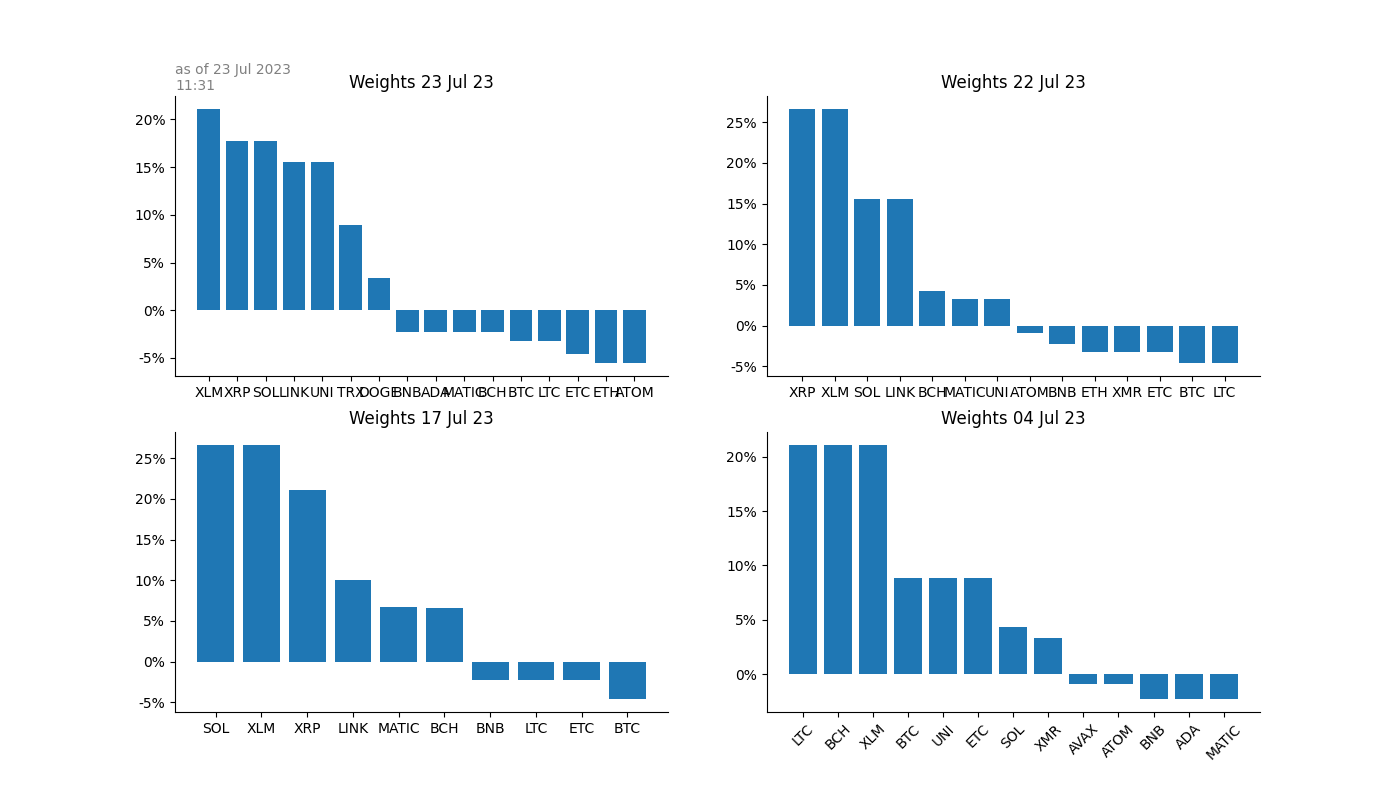 as of 23 Jul 2023
11:31
Weights 23 Jul 23
20%
15%
10%
5%
0%
-5%
XLM XRP SOL LINK UNI TRX DOGE BNB ADA MATIC BCH BTC LTC ETC ETH ATOM
Weights 22 Jul 23
25%
20%
15%
10%
5%
0%
-5%
XRP XLM SOL LINK BCH MATIC UNI ATOM BNB ETH XMR ETC BTC LTC
Weights 17 Jul 23
25%
20%
15%
10%
5%
0%
-5%
SOL XLM XRP LINK MATIC BCH BNB LTC ETC BTC
Weights 04 Jul 23
20%
15%
10%
5%
0%
LTC BCH XLM BTC UNI ETC SOL XMR AVAX ATOM BNB ADA MATIC